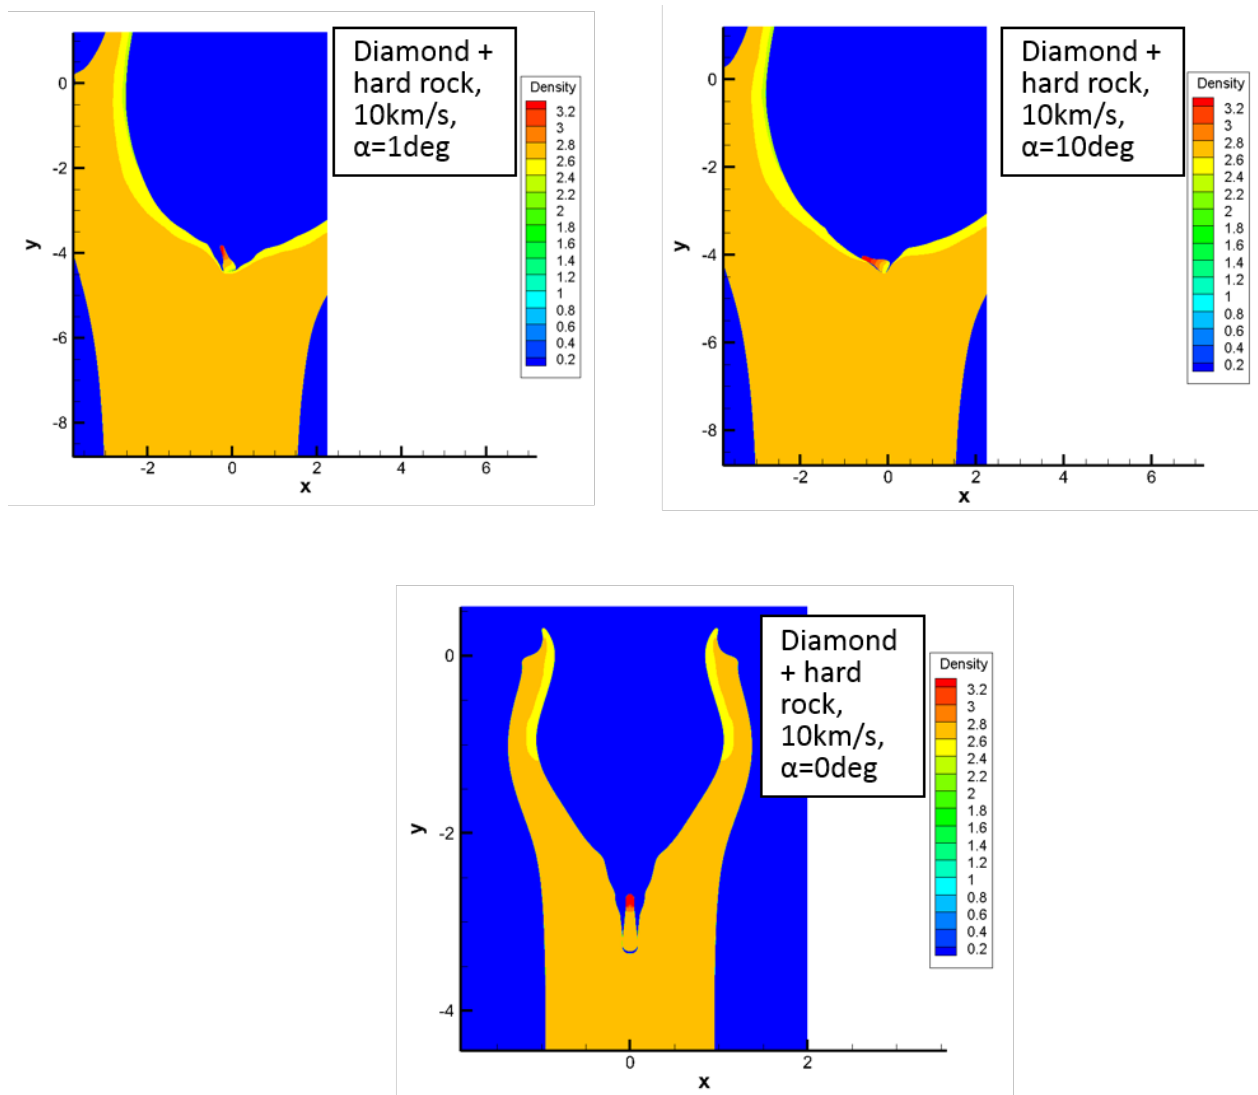 Diamond +
hard rock,
10km/s,
α=1deg
Density
3.2
3
2.8
2.6
2.4
2.2
2
1.8
1.6
1.4
1.2
1
0.8
0.6
0.4
0.2
0
-2
-4
-6
-8
y
-2 0 2 4 6
x
Diamond +
hard rock,
10km/s,
α=10deg
Density
3.2
3
2.8
2.6
2.4
2.2
2
1.8
1.6
1.4
1.2
1
0.8
0.6
0.4
0.2
0
-2
-4
-6
-8
y
-2 0 2 4 6
x
Diamond
+ hard
rock,
10km/s,
α=0deg
Density
3.2
3
2.8
2.6
2.4
2.2
2
1.8
1.6
1.4
1.2
1
0.8
0.6
0.4
0.2
0
-2
-4
y
0 2
x